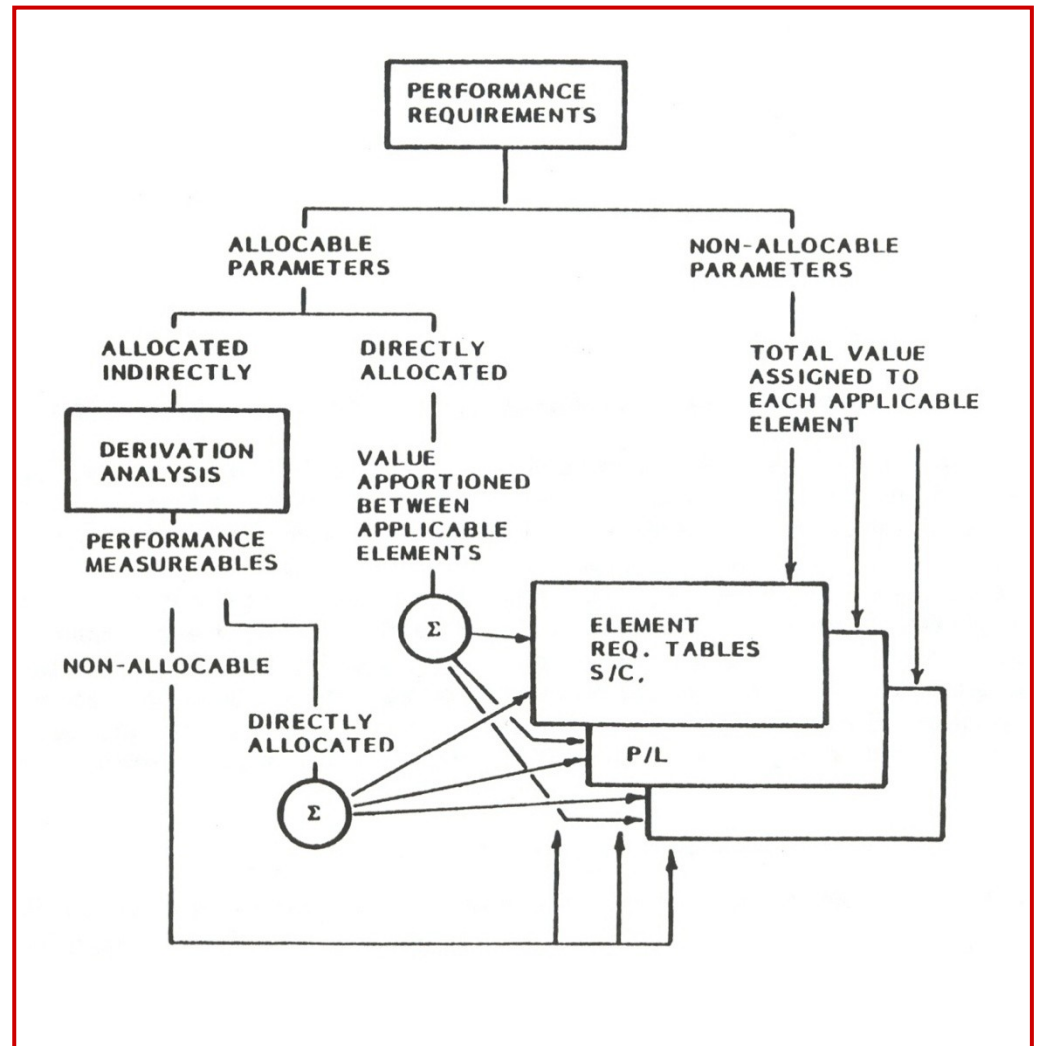 PERFORMANCE
REQUIREMENTS
ALLOCABLE
PARAMETERS
NON-ALLOCABLE
PARAMETERS
ALLOCATED
INDIRECTLY
DIRECTLY
ALLOCATED
TOTAL VALUE
ASSIGNED TO
EACH APPLICABLE
ELEMENT
DERIVATION
ANALYSIS
VALUE
APPORTIONED
BETWEEN
APPLICABLE
ELEMENTS
PERFORMANCE
MEASUREABLES
Σ
ELEMENT
REQ. TABLES
S/C,
NON-ALLOCABLE
DIRECTLY
ALLOCATED
P/L
Σ